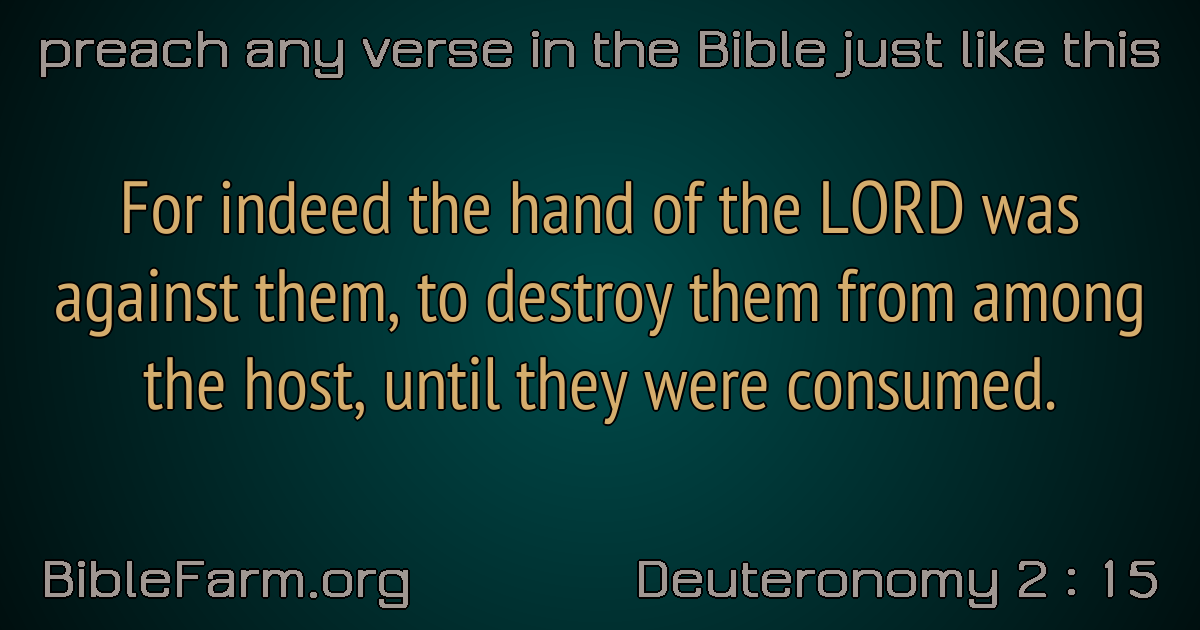 preach any verse in the Bible just like this
For indeed the hand of the LORD was
against them, to destroy them from among
the host, until they were consumed.
BibleFarm.org
Deuteronomy 2 : 15